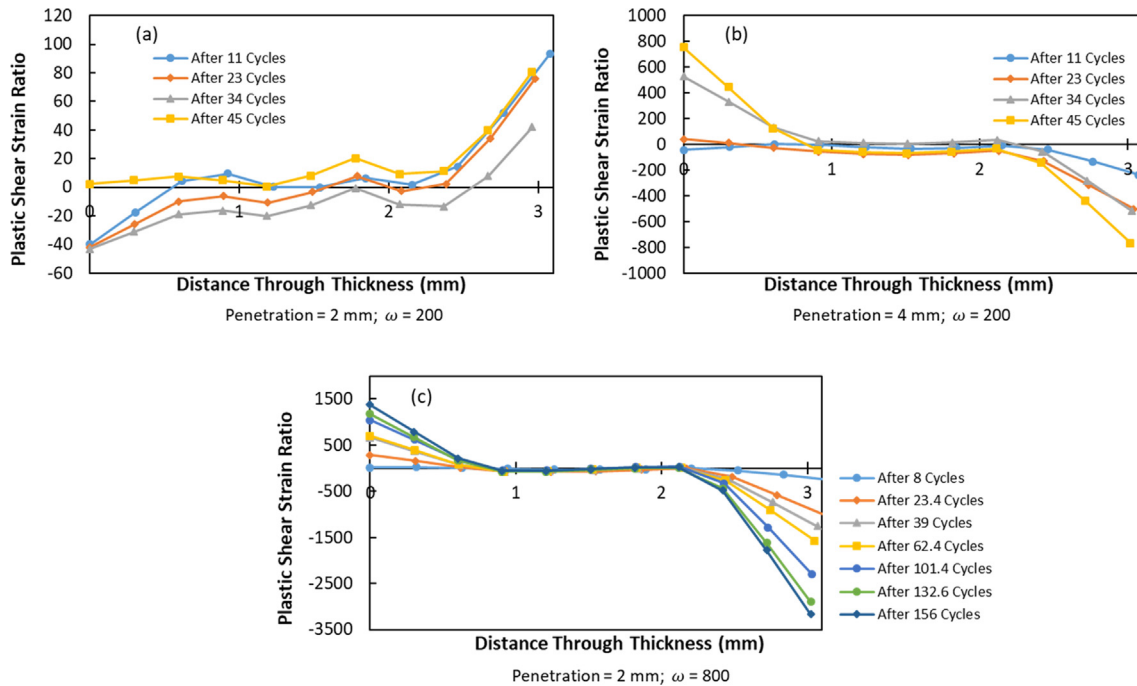 (a)
Plastic Shear Strain Ratio
120
100
80
60
40
20
0
-20
-40
-60
0
1
2
3
After 11 Cycles
After 23 Cycles
After 34 Cycles
After 45 Cycles
Distance Through Thickness (mm)
Penetration = 2 mm; ω = 200
(b)
Plastic Shear Strain Ratio
1000
800
600
400
200
0
-200
-400
-600
-800
-1000
0
1
2
3
After 11 Cycles
After 23 Cycles
After 34 Cycles
After 45 Cycles
Distance Through Thickness (mm)
Penetration = 4 mm; ω = 200
(c)
Plastic Shear Strain Ratio
1500
500
-500
-1500
-2500
-3500
0
1
2
3
After 8 Cycles
After 23.4 Cycles
After 39 Cycles
After 62.4 Cycles
After 101.4 Cycles
After 132.6 Cycles
After 156 Cycles
Distance Through Thickness (mm)
Penetration = 2 mm; ω = 800